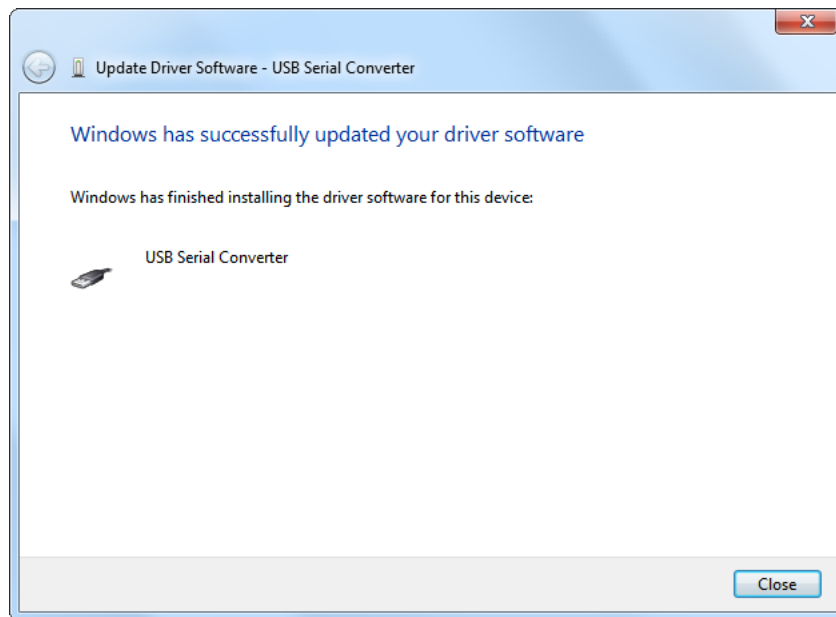 Update Driver Software - USB Serial Converter
Windows has successfully updated your driver software
Windows has finished installing the driver software for this device:
USB Serial Converter
Close